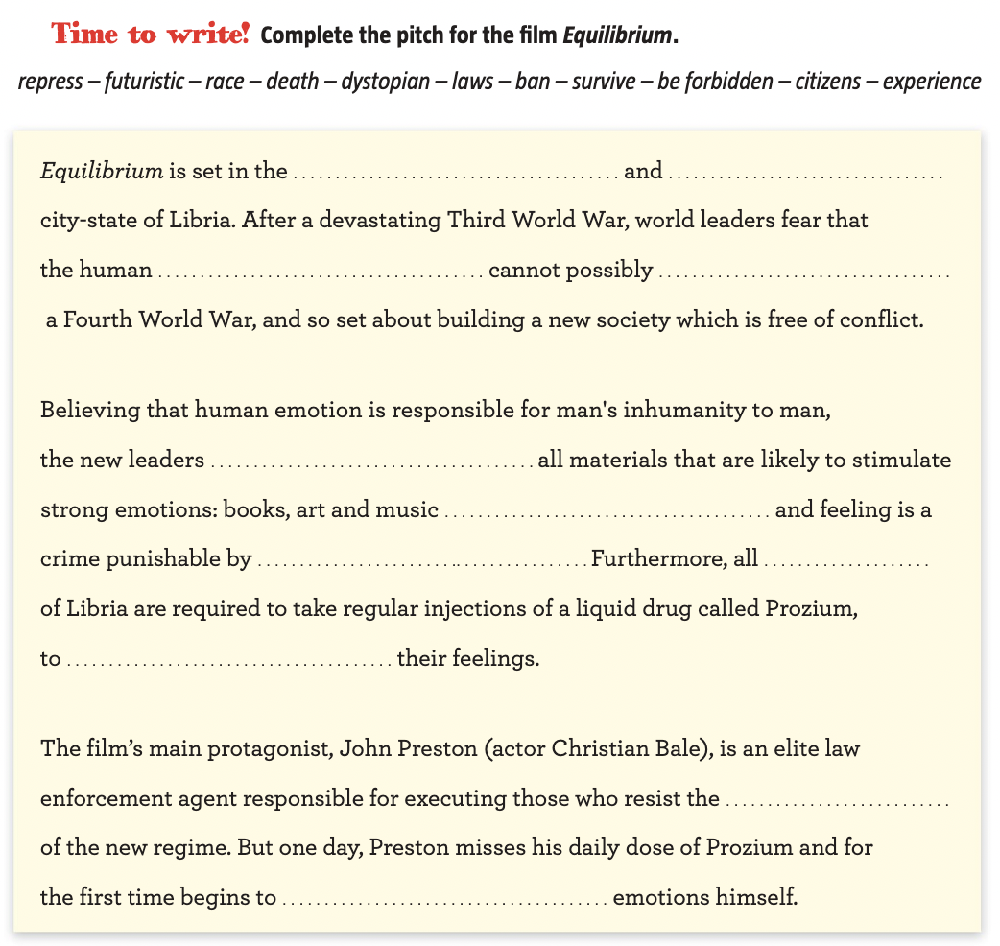 Time to write! Complete the pitch for the film Equilibrium.
repress – futuristic – race – death – dystopian – laws – ban – survive – be forbidden – citizens – experience
Equilibrium is set in the ........................................ and ..................................
city-state of Libria. After a devastating Third World War, world leaders fear that
the human ........................................ cannot possibly ....................................
a Fourth World War, and so set about building a new society which is free of conflict.
Believing that human emotion is responsible for man's inhumanity to man,
the new leaders ........................................ all materials that are likely to stimulate
strong emotions: books, art and music ........................................ and feeling is a
crime punishable by ........................................ Furthermore, all ....................
of Libria are required to take regular injections of a liquid drug called Prozium,
to ........................................ their feelings.
The film’s main protagonist, John Preston (actor Christian Bale), is an elite law
enforcement agent responsible for executing those who resist the ............................
of the new regime. But one day, Preston misses his daily dose of Prozium and for
the first time begins to ........................................ emotions himself.